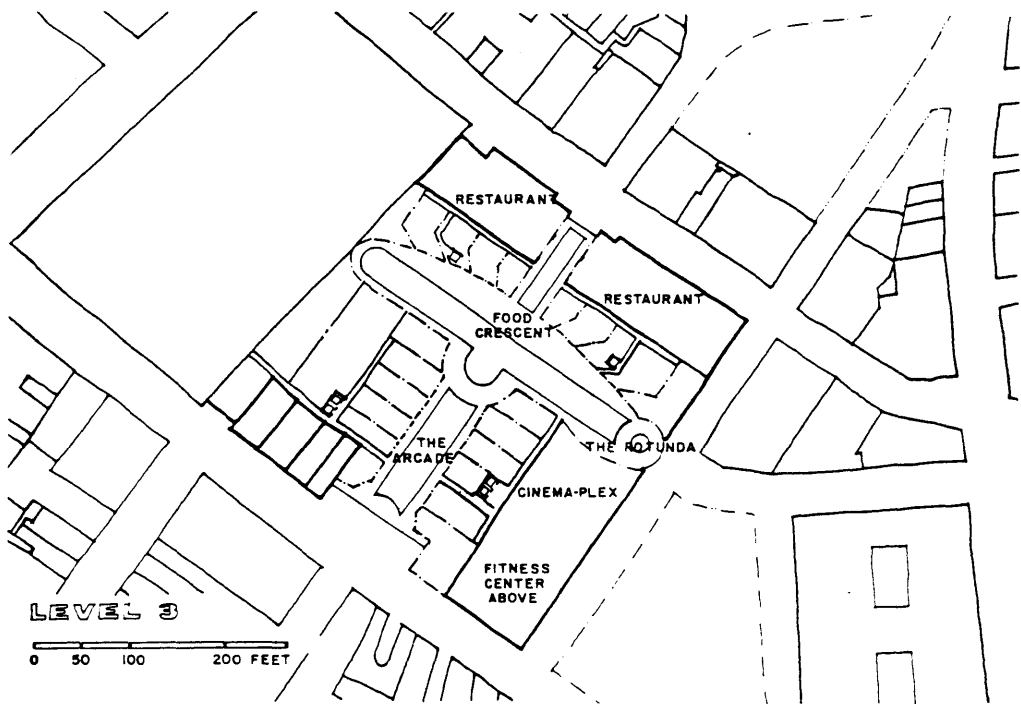 RESTAURANT
RESTAURANT
FOOD
CRESCENT
THE
ARCADE
THE ROTUNDA
CINEMA-PLEX
FITNESS
CENTER
ABOVE
LEVEL 3
0 50 100 200 FEET